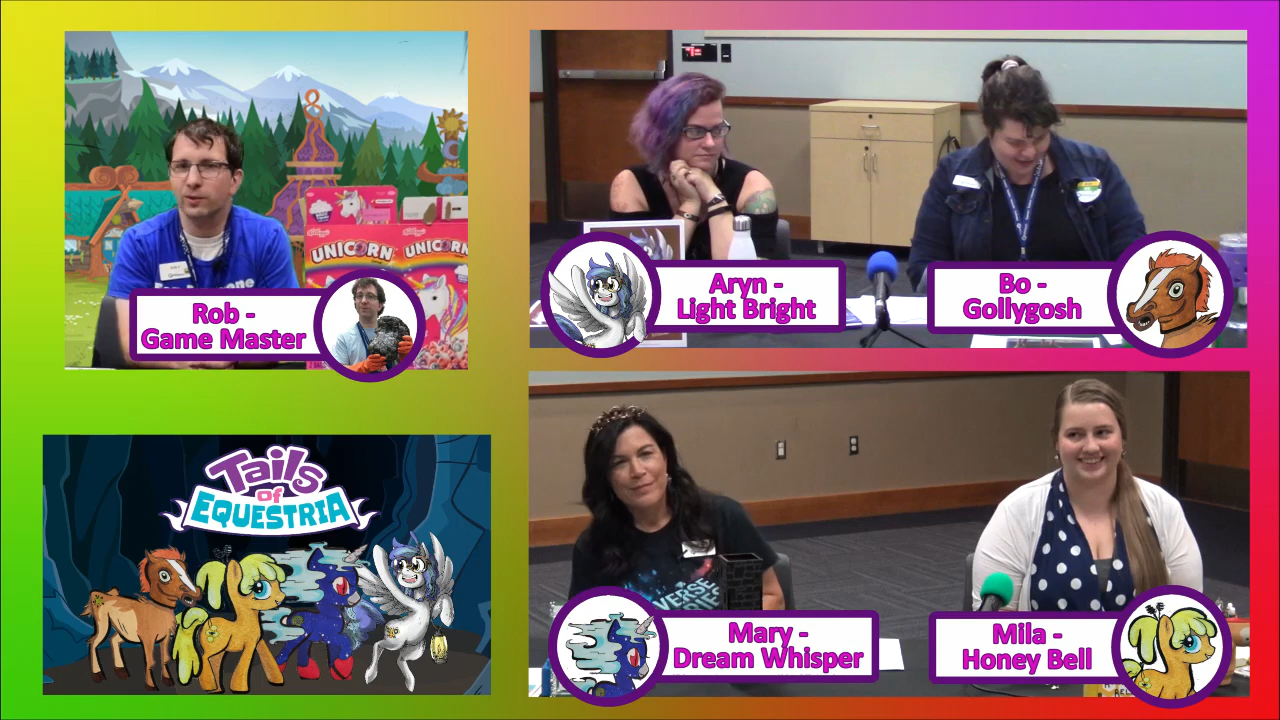 UNICORN
UNICORN
Rob -
Game Master
Aryn -
Light Bright
Bo -
Gollygosh
Tails
of
EQUESTRIA
Mary -
Dream Whisper
Mila -
Honey Bell